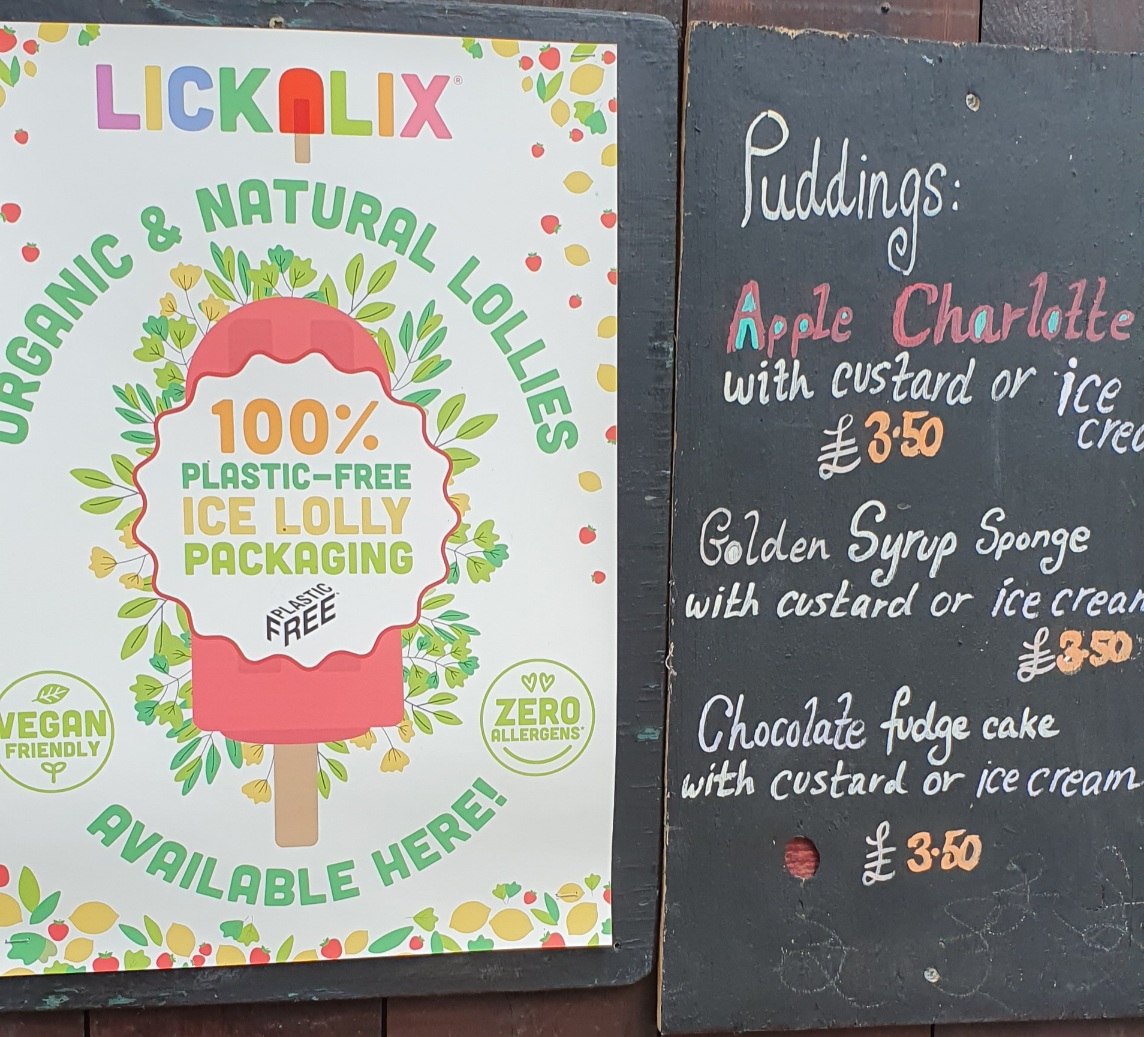 LICKALIX®
ORGANIC & NATURAL LOLLIES
100%
PLASTIC-FREE
ICE LOLLY
PACKAGING
A PLASTIC
FREE
VEGAN
FRIENDLY
ZERO
ALLERGENS*
AVAILABLE HERE!
Puddings:
Apple Charlotte
with custard or ice
crea
£3.50
Golden Syrup Sponge
with custard or ice cream
£3.50
Chocolate fudge cake
with custard or ice cream
£3.50